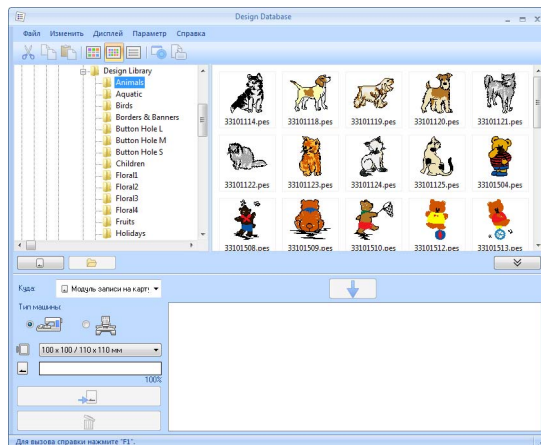 Design Database
Файл Изменить Дисплей Параметр Справка
Design Library
Animals
Aquatic
Birds
Borders & Banners
Button Hole L
Button Hole M
Button Hole S
Children
Floral1
Floral2
Floral3
Floral4
Fruits
Holidays
33101114.pes 33101118.pes 33101119.pes 33101120.pes 33101121.pes
33101122.pes 33101123.pes 33101124.pes 33101125.pes 33101504.pes
33101508.pes 33101509.pes 33101510.pes 33101512.pes 33101513.pes
Куда: Модуль записи на карту
Тип машины:
100 x 100 / 110 x 110 мм
100%
Для вызова справки нажмите "F1".